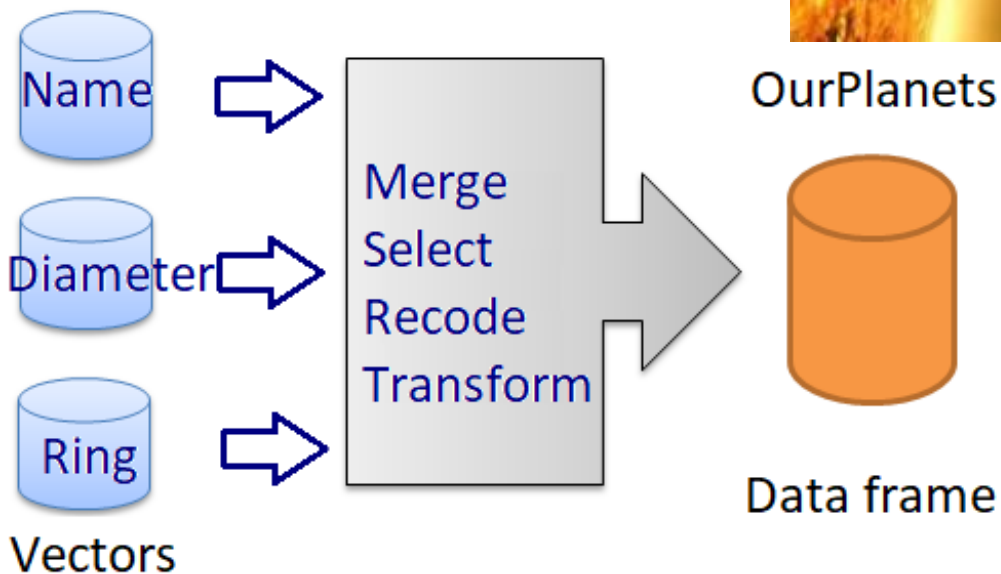 Name
Diameter
Ring
Vectors
Merge
Select
Recode
Transform
OurPlanets
Data frame